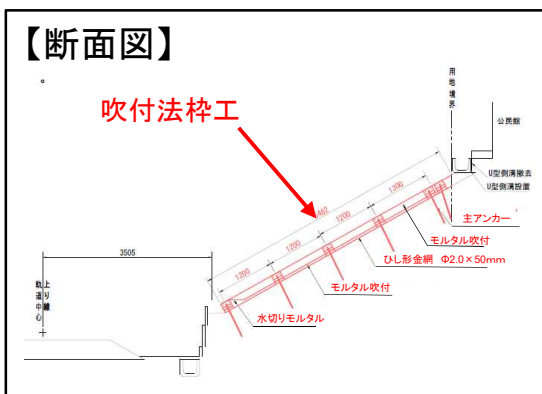 【断面図】
吹付法枠工
用地境界
公民館
U型側溝撤去
U型側溝設置
主アンカー
モルタル吹付
ひし形金網 Φ2.0×50mm
モルタル吹付
水切りモルタル
1300
1200
1200
1200
3505
上り線
軌道中心